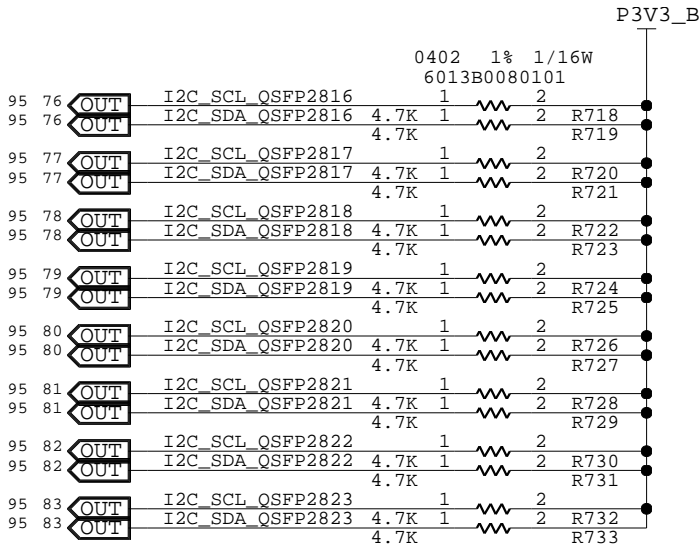 P3V3_B
0402 1% 1/16W
6013B0080101
95 76 OUT I2C_SCL_QSFP2816 1 2
95 76 OUT I2C_SDA_QSFP2816 4.7K 1 2 R718
4.7K R719
95 77 OUT I2C_SCL_QSFP2817 1 2
95 77 OUT I2C_SDA_QSFP2817 4.7K 1 2 R720
4.7K R721
95 78 OUT I2C_SCL_QSFP2818 1 2
95 78 OUT I2C_SDA_QSFP2818 4.7K 1 2 R722
4.7K R723
95 79 OUT I2C_SCL_QSFP2819 1 2
95 79 OUT I2C_SDA_QSFP2819 4.7K 1 2 R724
4.7K R725
95 80 OUT I2C_SCL_QSFP2820 1 2
95 80 OUT I2C_SDA_QSFP2820 4.7K 1 2 R726
4.7K R727
95 81 OUT I2C_SCL_QSFP2821 1 2
95 81 OUT I2C_SDA_QSFP2821 4.7K 1 2 R728
4.7K R729
95 82 OUT I2C_SCL_QSFP2822 1 2
95 82 OUT I2C_SDA_QSFP2822 4.7K 1 2 R730
4.7K R731
95 83 OUT I2C_SCL_QSFP2823 1 2
95 83 OUT I2C_SDA_QSFP2823 4.7K 1 2 R732
4.7K R733